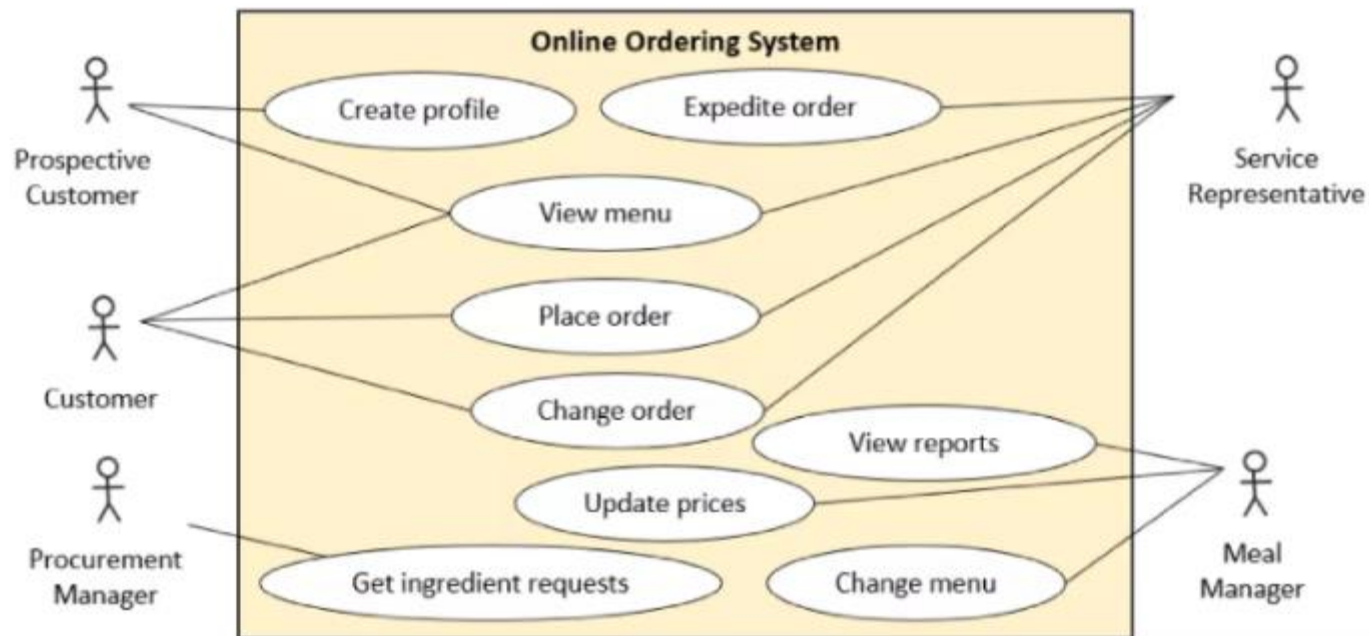 Online Ordering System
Create profile
Expedite order
Prospective
Customer
Service
Representative
View menu
Place order
Customer
Change order
View reports
Update prices
Procurement
Manager
Get ingredient requests
Change menu
Meal
Manager